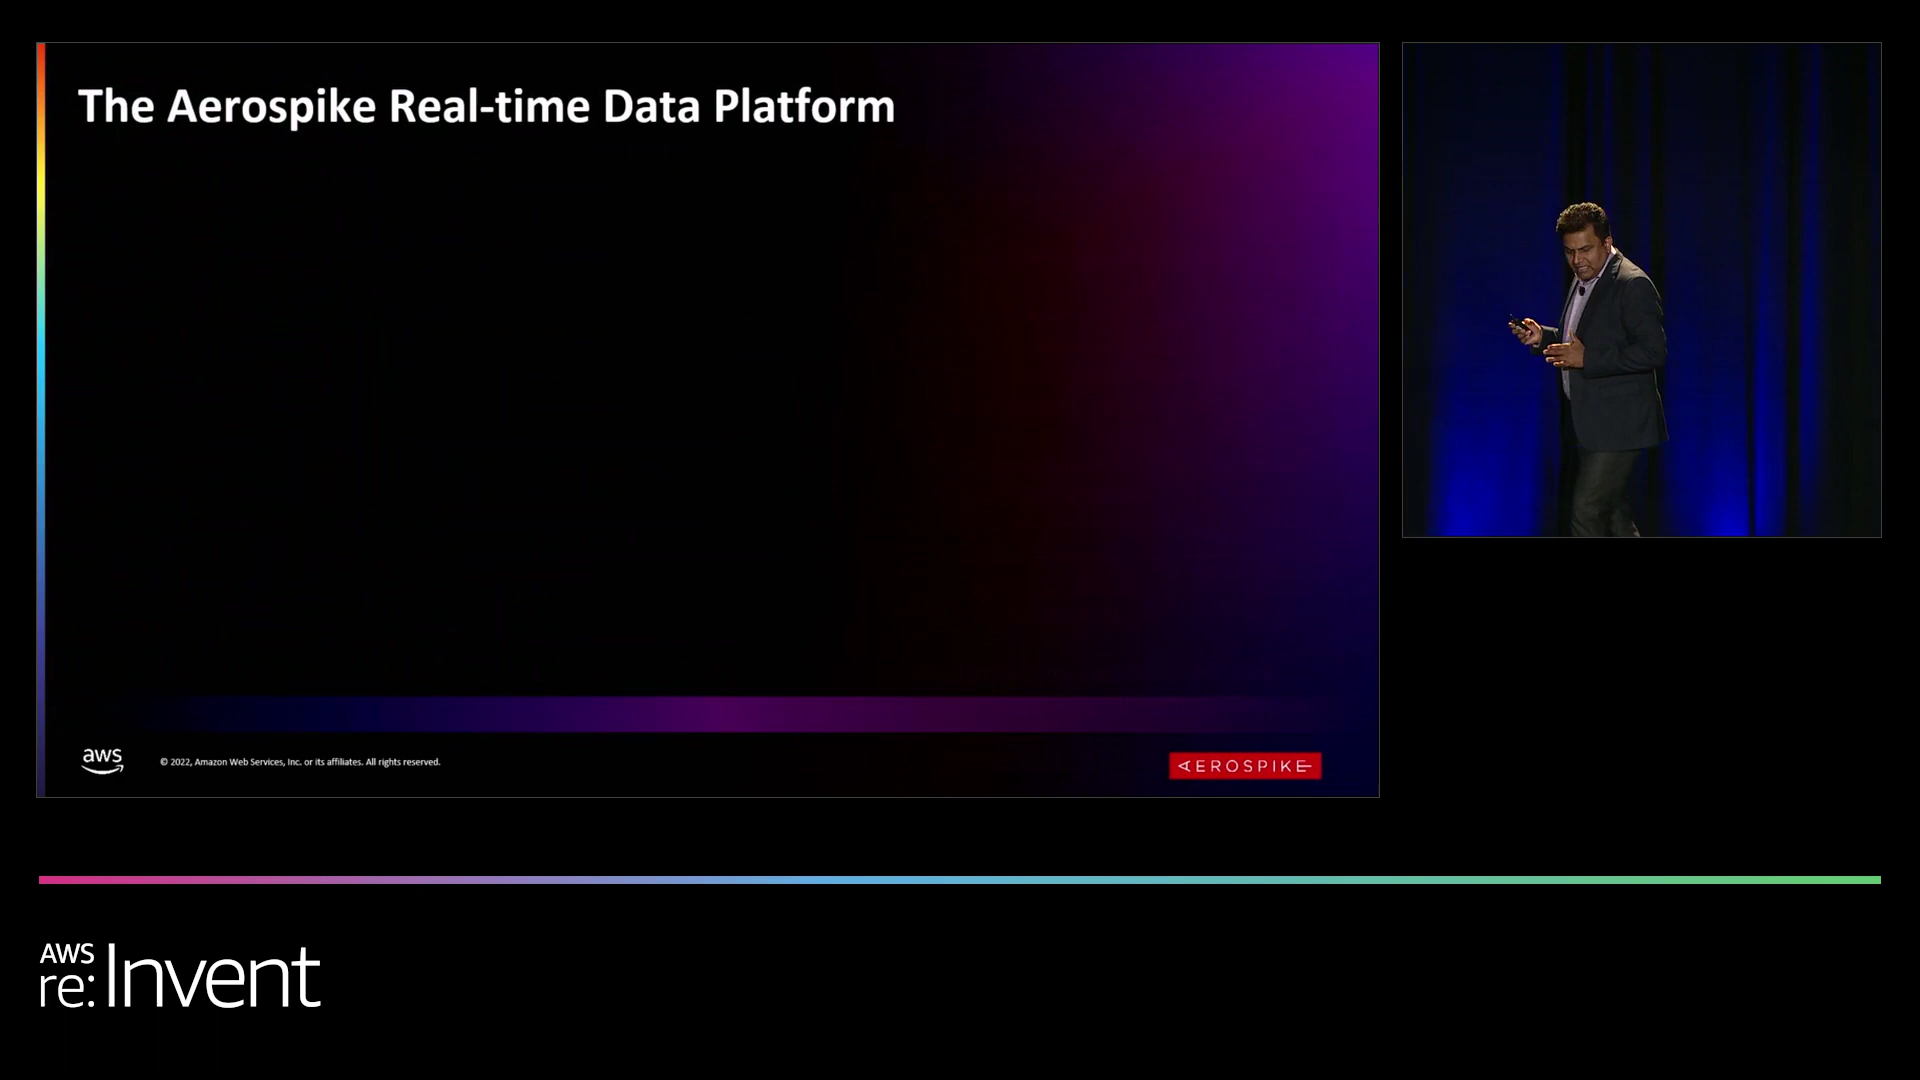 The Aerospike Real-time Data Platform
aws
© 2022, Amazon Web Services, Inc. or its affiliates. All rights reserved.
AEROSPIKE
AWS
re:Invent